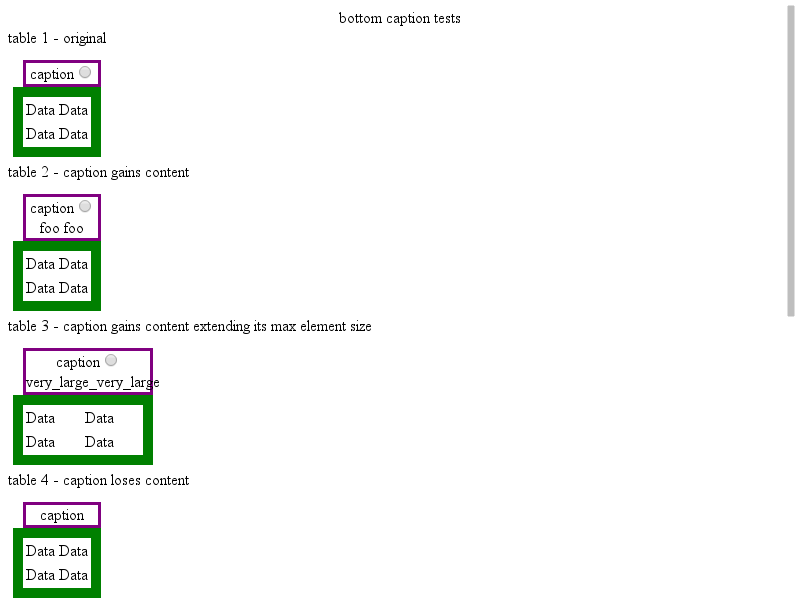 bottom caption tests
table 1 - original
caption
Data Data
Data Data
table 2 - caption gains content
caption
foo foo
Data Data
Data Data
table 3 - caption gains content extending its max element size
caption
very_large_very_large
Data Data
Data Data
table 4 - caption loses content
caption
Data Data
Data Data